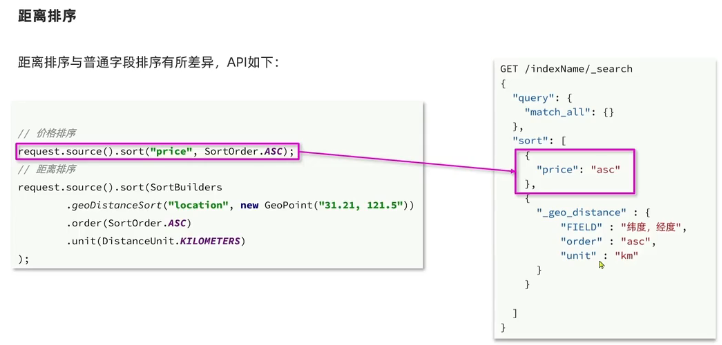 距离排序
距离排序与普通字段排序有所差异，API如下：
// 价格排序
request.source().sort("price", SortOrder.ASC);
// 距离排序
request.source().sort(SortBuilders
        .geoDistanceSort("location", new GeoPoint("31.21, 121.5"))
        .order(SortOrder.ASC)
        .unit(DistanceUnit.KILOMETERS)
);
GET /indexName/_search
{
  "query": {
    "match_all": {}
  },
  "sort": [
    {
      "price": "asc"
    },
    {
      "_geo_distance" : {
          "FIELD" : "纬度，经度",
          "order" : "asc",
          "unit" : "km"
      }
    }
  ]
}